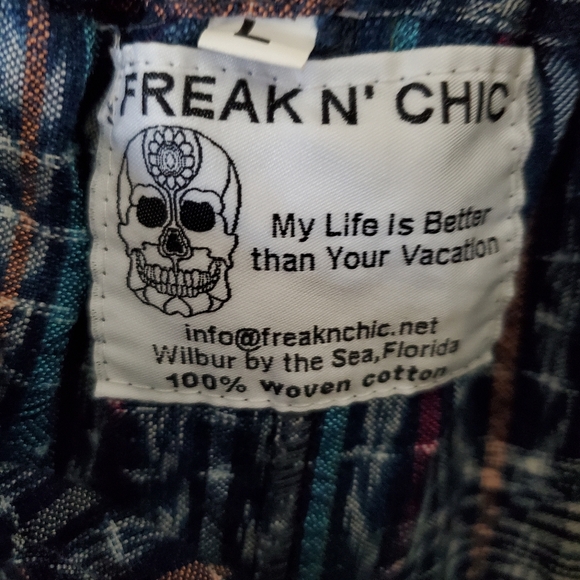 L
FREAK N' CHIC
My Life Is Better
than Your Vacation
info@freaknchic.net
Wilbur by the Sea,Florida
100% Woven cotton